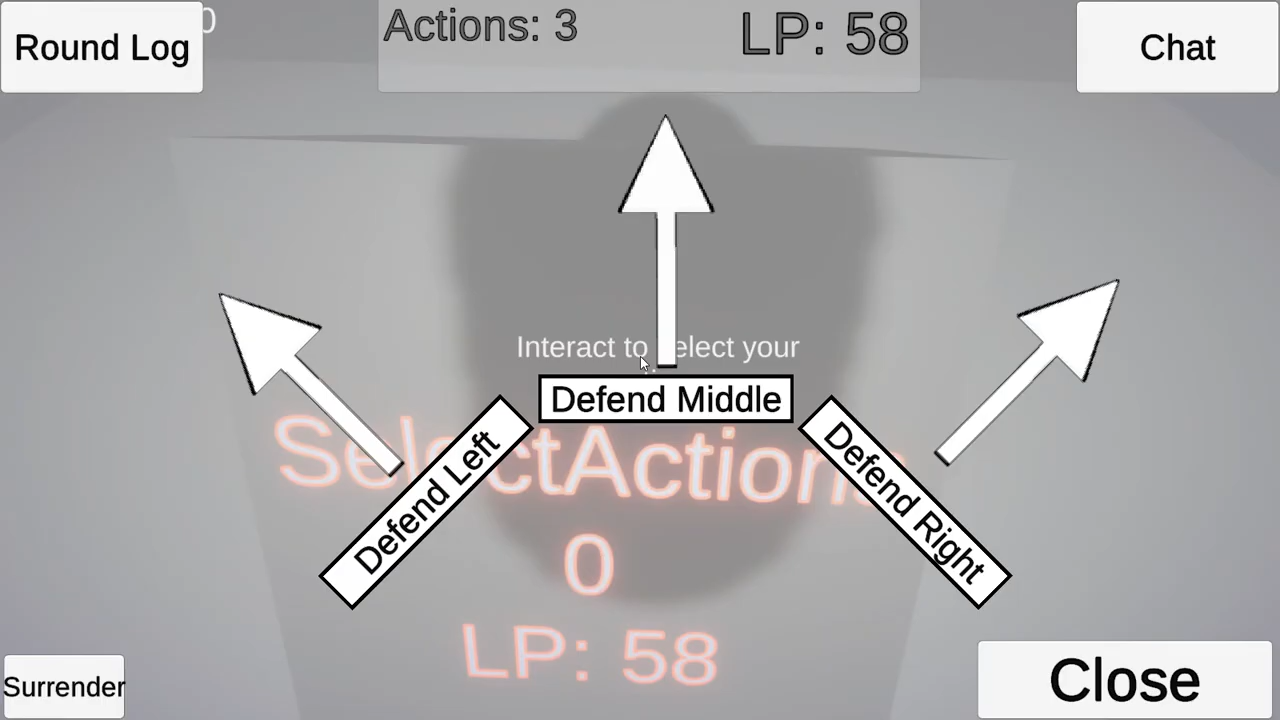 Round Log
0
Actions: 3
LP: 58
Chat
Interact to select your
Defend Middle
Defend Left
Defend Right
SelectActions
0
LP: 58
Surrender
Close